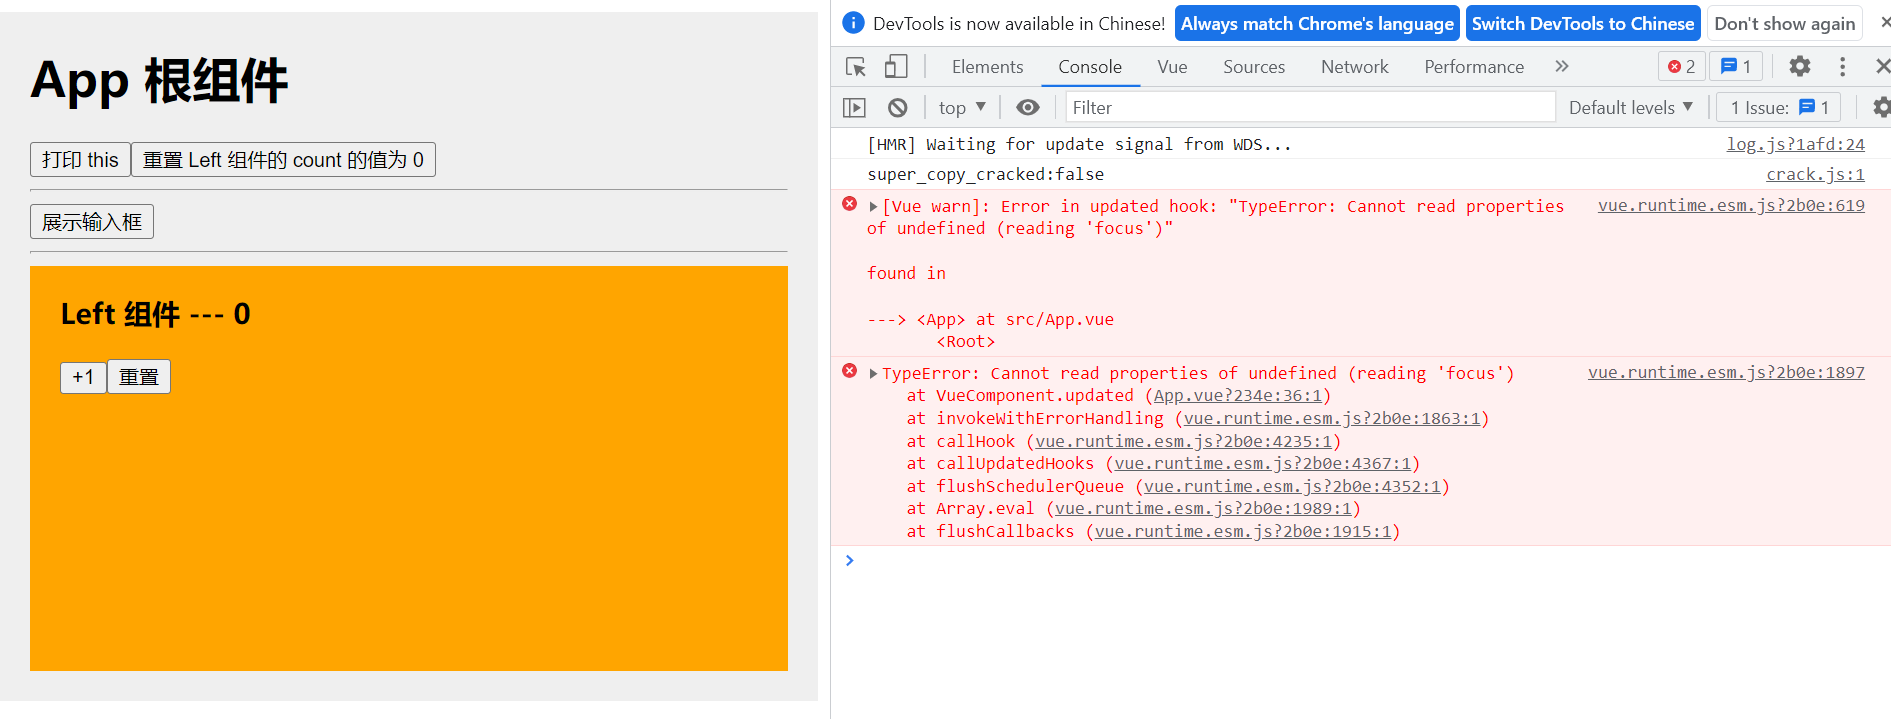 App 根组件
打印 this 重置 Left 组件的 count 的值为 0
展示输入框
Left 组件 --- 0
+1 重置
DevTools is now available in Chinese! Always match Chrome's language Switch DevTools to Chinese Don't show again
Elements Console Vue Sources Network Performance 2 1
top Filter Default levels 1 Issue: 1
[HMR] Waiting for update signal from WDS... log.js?1afd:24
super_copy_cracked:false crack.js:1
[Vue warn]: Error in updated hook: "TypeError: Cannot read properties vue.runtime.esm.js?2b0e:619
of undefined (reading 'focus')"
found in
---> <App> at src/App.vue
<Root>
TypeError: Cannot read properties of undefined (reading 'focus') vue.runtime.esm.js?2b0e:1897
at VueComponent.updated (App.vue?234e:36:1)
at invokeWithErrorHandling (vue.runtime.esm.js?2b0e:1863:1)
at callHook (vue.runtime.esm.js?2b0e:4235:1)
at callUpdatedHooks (vue.runtime.esm.js?2b0e:4367:1)
at flushSchedulerQueue (vue.runtime.esm.js?2b0e:4352:1)
at Array.eval (vue.runtime.esm.js?2b0e:1989:1)
at flushCallbacks (vue.runtime.esm.js?2b0e:1915:1)